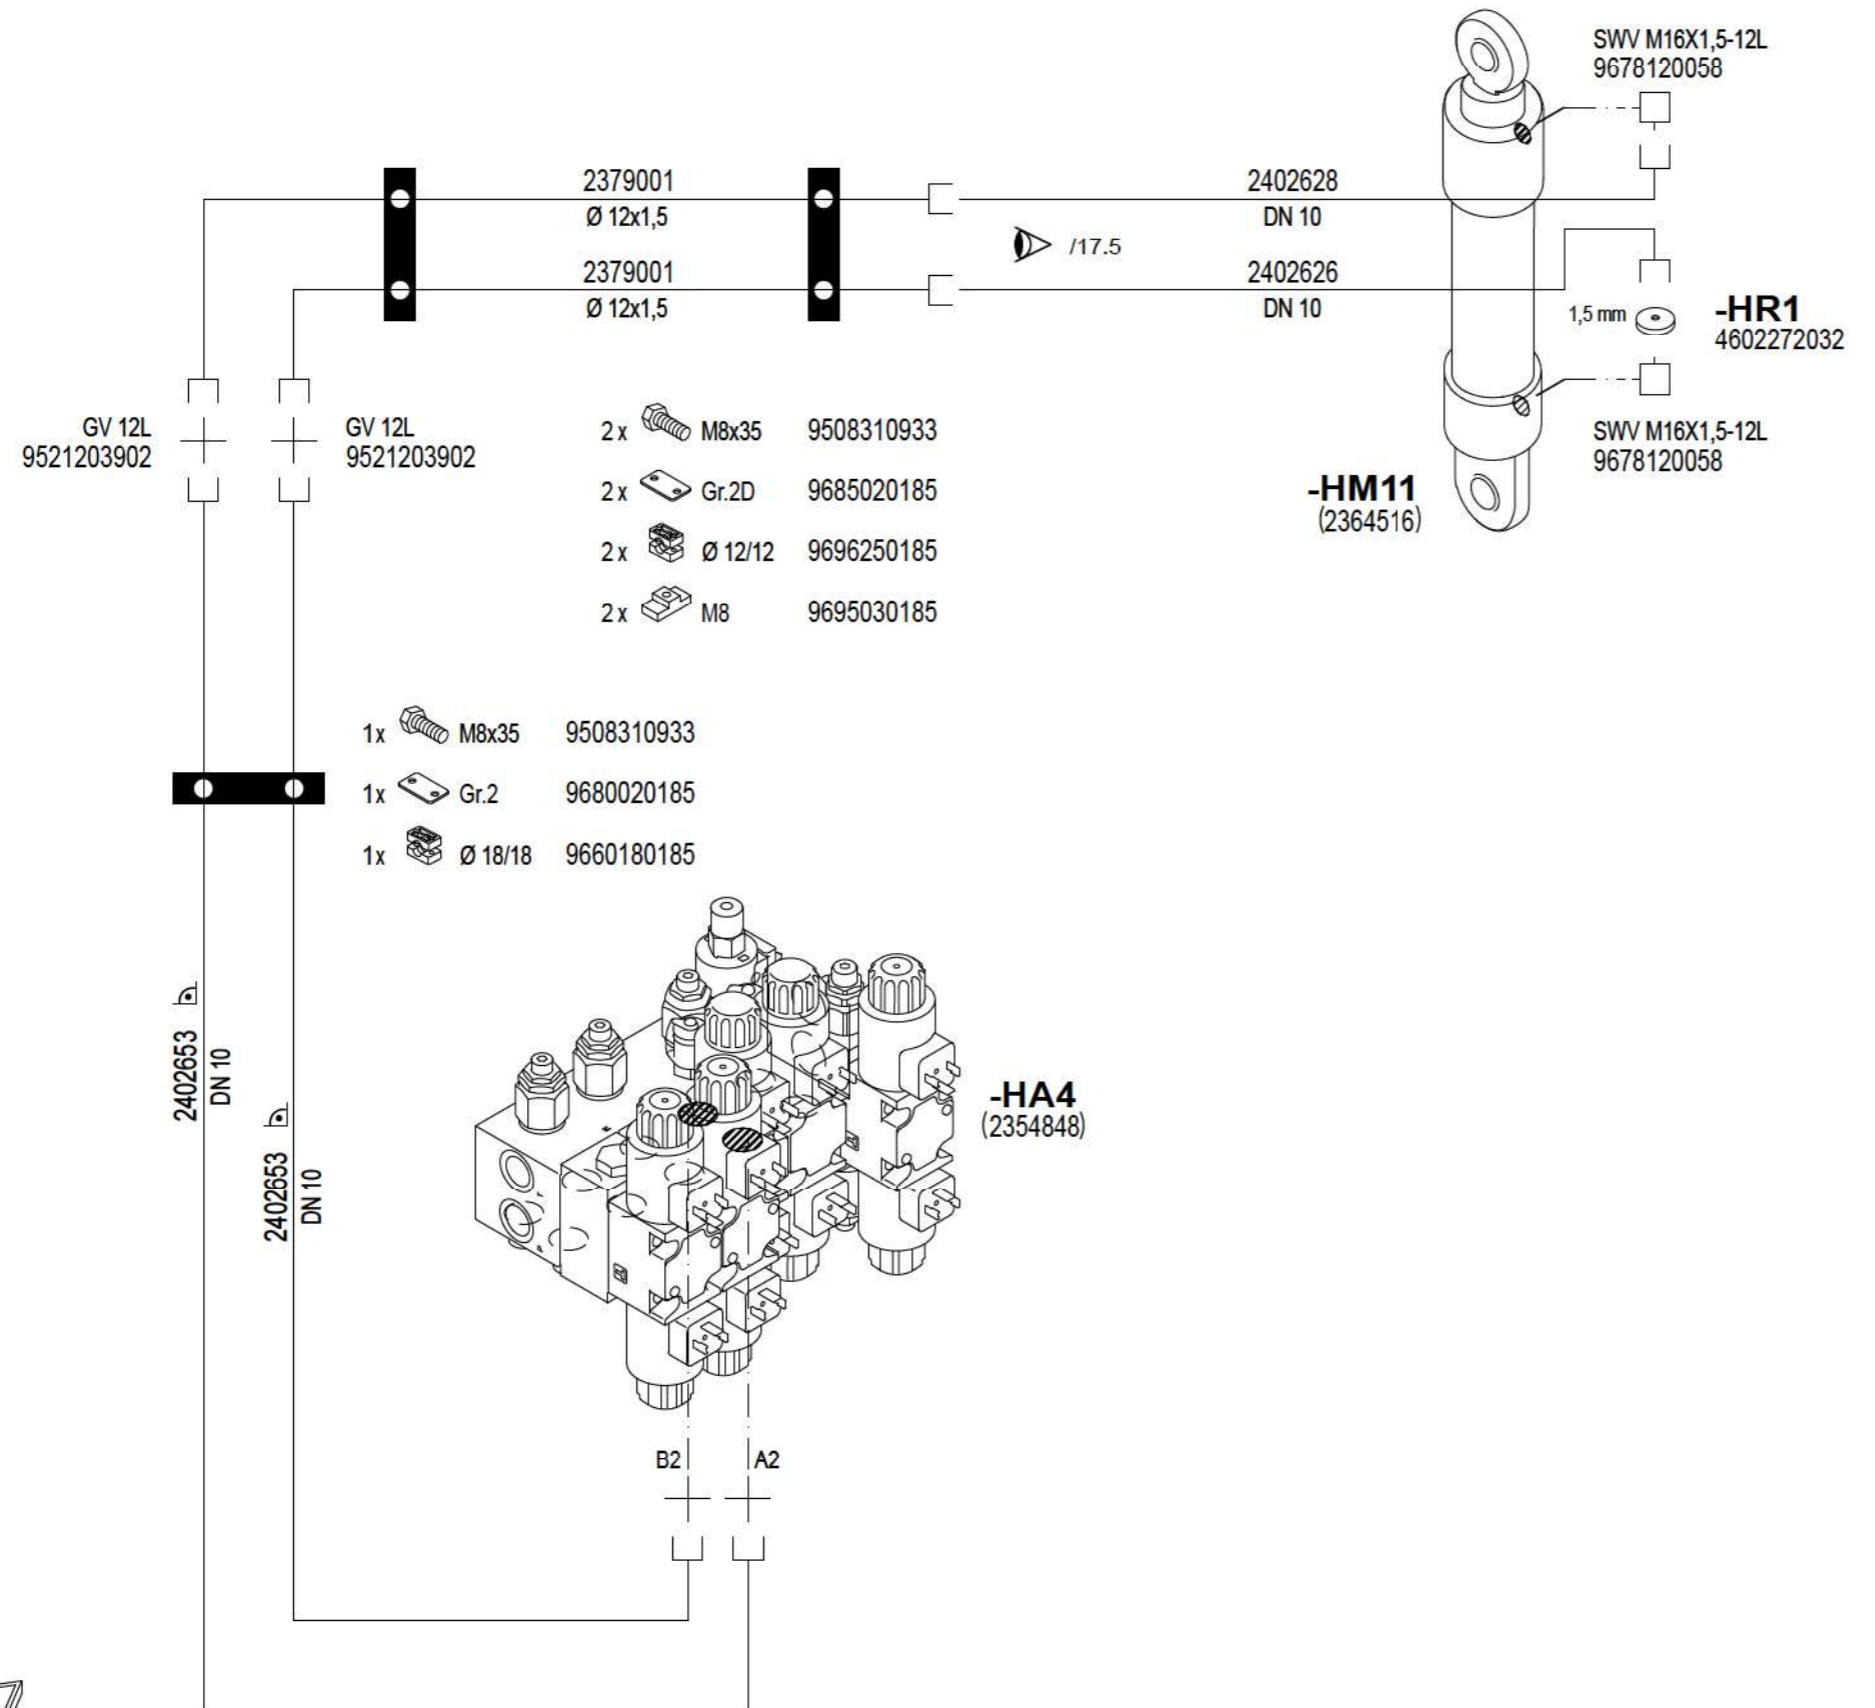 SWV M16X1,5-12L
9678120058
2379001
Ø 12x1,5
2402628
DN 10
/17.5
2379001
Ø 12x1,5
2402626
DN 10
1,5 mm
-HR1
4602272032
GV 12L
9521203902
GV 12L
9521203902
2 x M8x35 9508310933
2 x Gr.2D 9685020185
2 x Ø 12/12 9696250185
2 x M8 9695030185
SWV M16X1,5-12L
9678120058
-HM11
(2364516)
1x M8x35 9508310933
1x Gr.2 9680020185
1x Ø 18/18 9660180185
2402653
DN 10
2402653
DN 10
-HA4
(2354848)
B2
A2